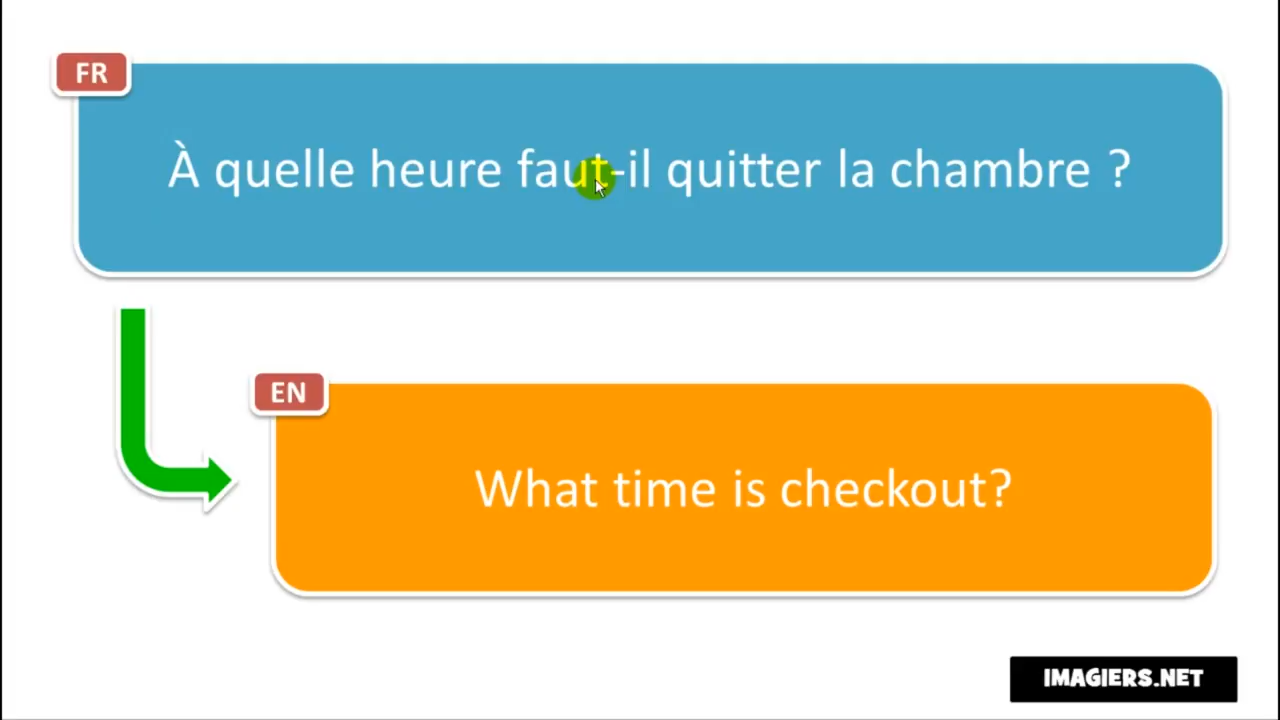 FR
À quelle heure faut-il quitter la chambre ?
EN
What time is checkout?
IMAGIERS.NET